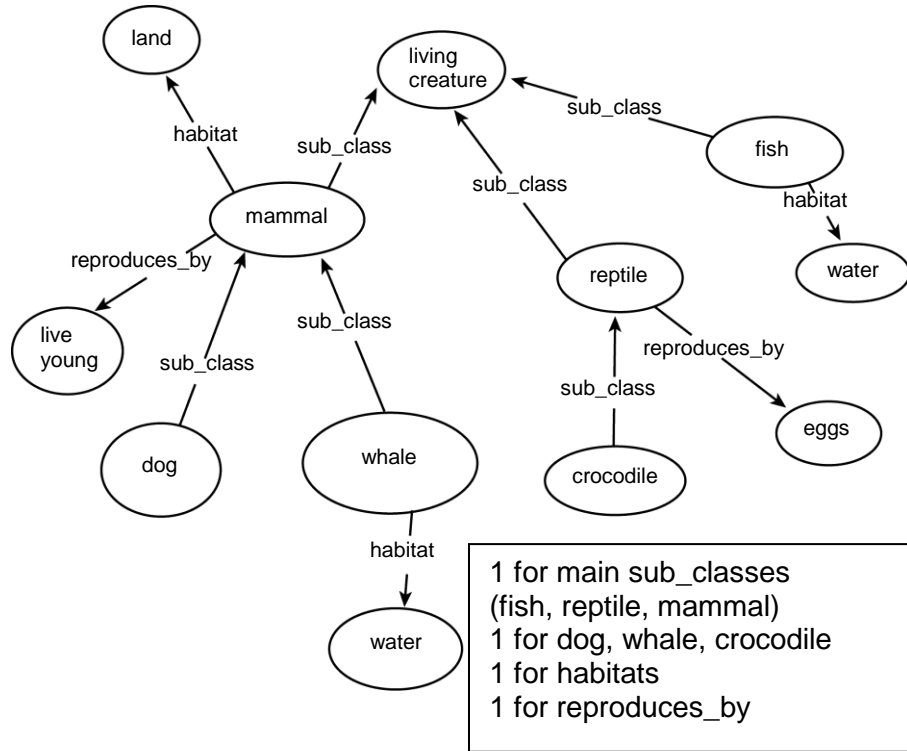 land
living
creature
sub_class
habitat
sub_class
fish
sub_class
mammal
habitat
reproduces_by
reptile
water
live
young
sub_class
sub_class
reproduces_by
sub_class
dog
whale
crocodile
eggs
habitat
water
1 for main sub_classes
(fish, reptile, mammal)
1 for dog, whale, crocodile
1 for habitats
1 for reproduces_by